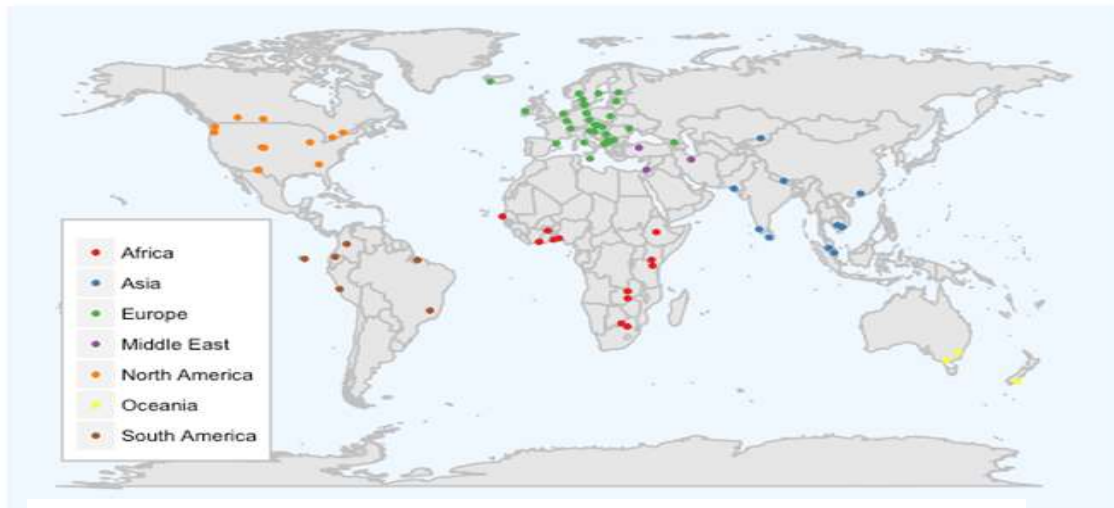 Africa
Asia
Europe
Middle East
North America
Oceania
South America